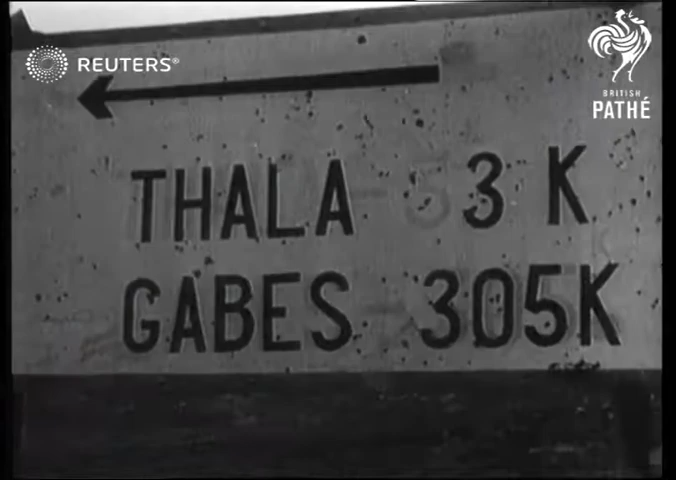 REUTERS®
BRITISH
PATHÉ
THALA 3 K
GABES 305K